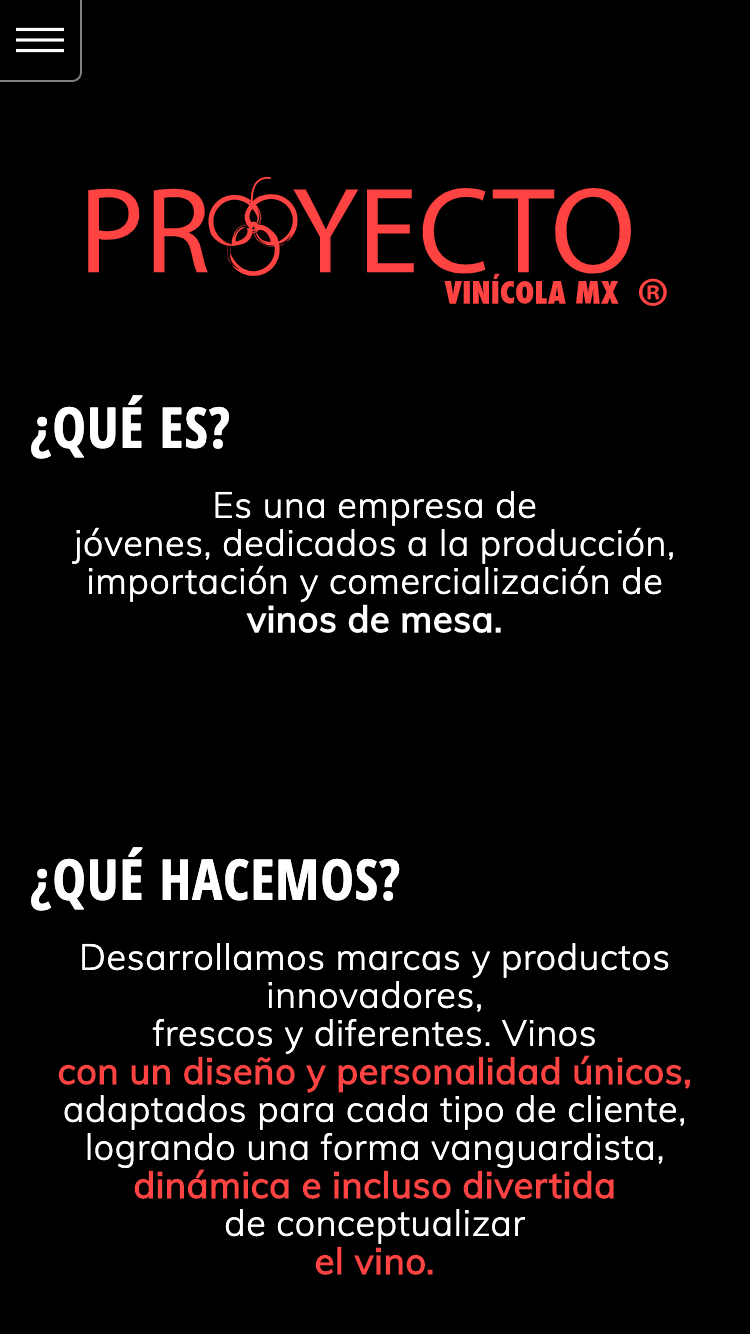 PROYECTO
VINÍCOLA MX ®
¿QUÉ ES?
Es una empresa de
jóvenes, dedicados a la producción,
importación y comercialización de
vinos de mesa.
¿QUÉ HACEMOS?
Desarrollamos marcas y productos
innovadores,
frescos y diferentes. Vinos
con un diseño y personalidad únicos,
adaptados para cada tipo de cliente,
logrando una forma vanguardista,
dinámica e incluso divertida
de conceptualizar
el vino.